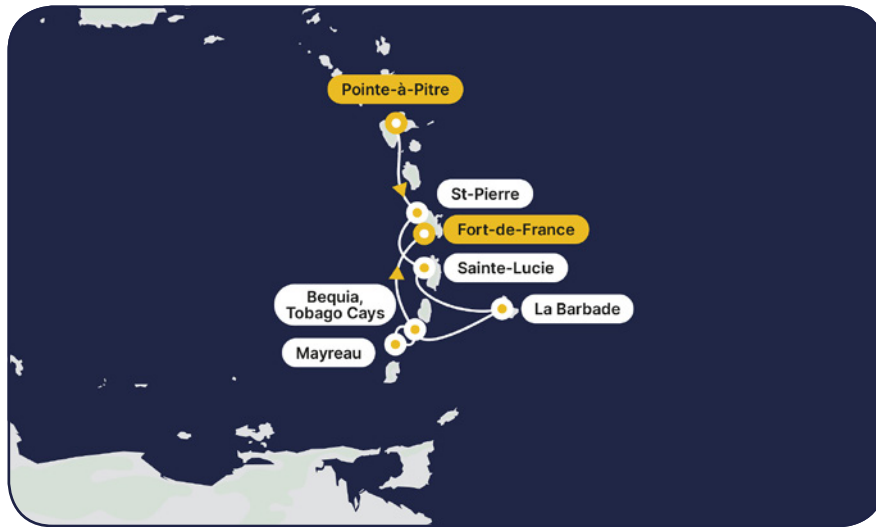 Pointe-à-Pitre
St-Pierre
Fort-de-France
Sainte-Lucie
Bequia,
Tobago Cays
La Barbade
Mayreau